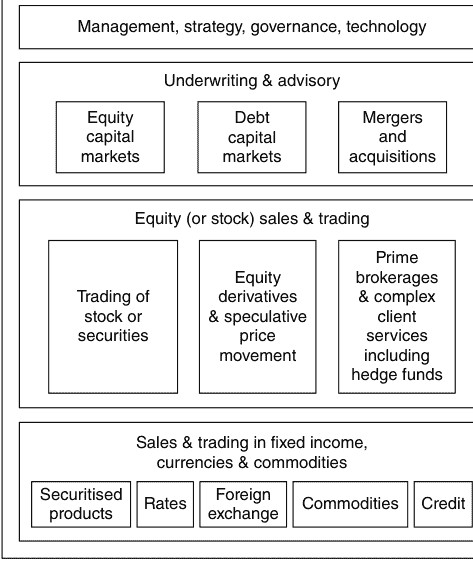 Management, strategy, governance, technology
Underwriting & advisory
Equity
capital
markets
Debt
capital
markets
Mergers
and
acquisitions
Equity (or stock) sales & trading
Trading of
stock or
securities
Equity
derivatives
& speculative
price
movement
Prime
brokerages
& complex
client
services
including
hedge funds
Sales & trading in fixed income,
currencies & commodities
Securitised
products
Rates
Foreign
exchange
Commodities
Credit